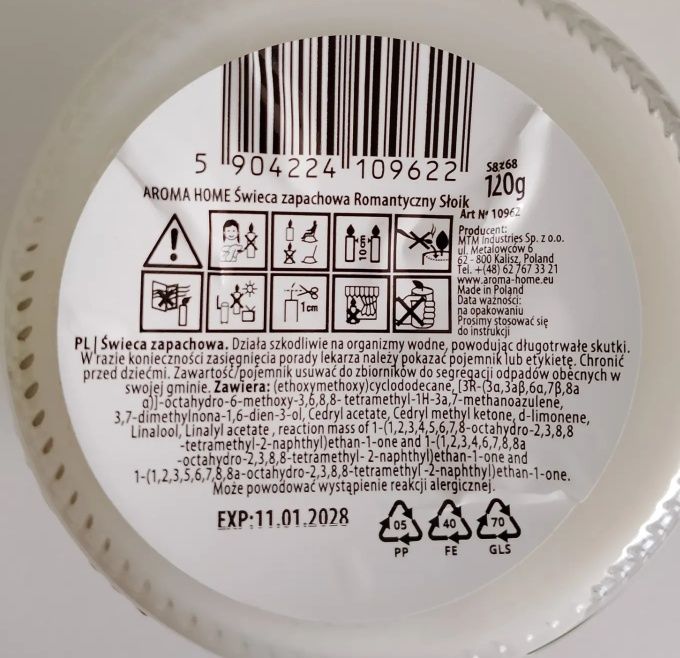 5 904224 109622
S8z68
120g
AROMA HOME Świeca zapachowa Romantyczny Słoik
Art № 10962
Producent:
MTM Industries Sp. z o.o.
ul. Metalowców 6
62 - 800 Kalisz, Poland
Tel. +(48) 62 767 33 21
www.aroma-home.eu
Made in Poland
Data ważności:
na opakowaniu
Prosimy stosować się
do instrukcji
10 cm
1cm
PL | Świeca zapachowa. Działa szkodliwie na organizmy wodne, powodując długotrwałe skutki.
W razie konieczności zasięgnięcia porady lekarza należy pokazać pojemnik lub etykietę. Chronić
przed dziećmi. Zawartość/pojemnik usuwać do zbiorników do segregacji odpadów obecnych w
swojej gminie. Zawiera: (ethoxymethoxy)cyclododecane, [3R-(3α,3aβ,6α,7β,8a
α)]-octahydro-6-methoxy-3,6,8,8- tetramethyl-1H-3a,7-methanoazulene,
3,7-dimethylnona-1,6-dien-3-ol, Cedryl acetate, Cedryl methyl ketone, d-limonene,
Linalool, Linalyl acetate , reaction mass of 1-(1,2,3,4,5,6,7,8-octahydro-2,3,8,8
-tetramethyl-2-naphthyl)ethan-1-one and 1-(1,2,3,4,6,7,8,8a
-octahydro-2,3,8,8-tetramethyl- 2-naphthyl)ethan-1-one and
1-(1,2,3,5,6,7,8,8a-octahydro-2,3,8,8-tetramethyl -2-naphthyl)ethan-1-one.
Może powodować wystąpienie reakcji alergicznej.
EXP:11.01.2028
05 40 70
PP FE GLS